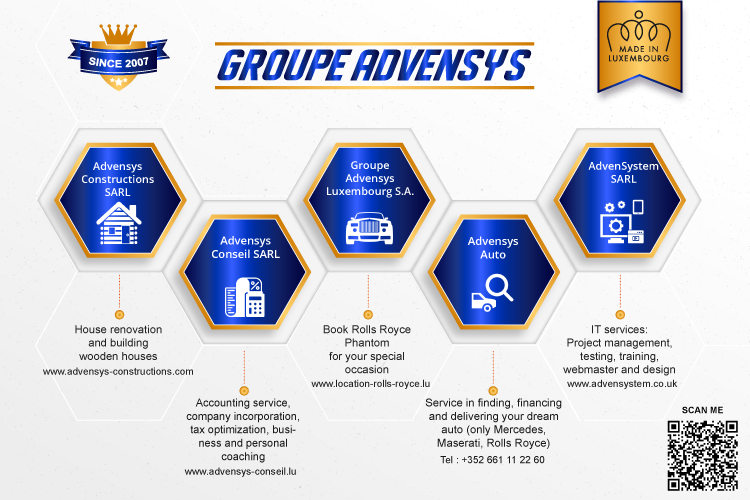 SINCE 2007
GROUPE ADVENSYS
MADE IN
LUXEMBOURG
Advensys
Constructions
SARL
House renovation
and building
wooden houses
www.advensys-constructions.com
Advensys
Conseil SARL
%
Accounting service,
company incorporation,
tax optimization, busi-
ness and personal
coaching
www.advensys-conseil.lu
Groupe
Advensys
Luxembourg S.A.
Book Rolls Royce
Phantom
for your special
occasion
www.location-rolls-royce.lu
Advensys
Auto
Service in finding, financing
and delivering your dream
auto (only Mercedes,
Maserati, Rolls Royce)
Tel : +352 661 11 22 60
AdvenSystem
SARL
IT services:
Project management,
testing, training,
webmaster and design
www.advensystem.co.uk
SCAN ME